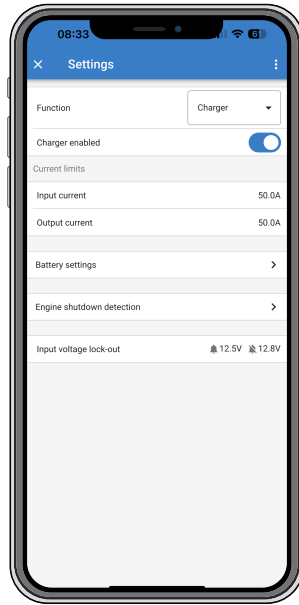 08:33
61
Settings
Function
Charger
Charger enabled
Current limits
Input current 50.0A
Output current 50.0A
Battery settings
Engine shutdown detection
Input voltage lock-out 12.5V 12.8V